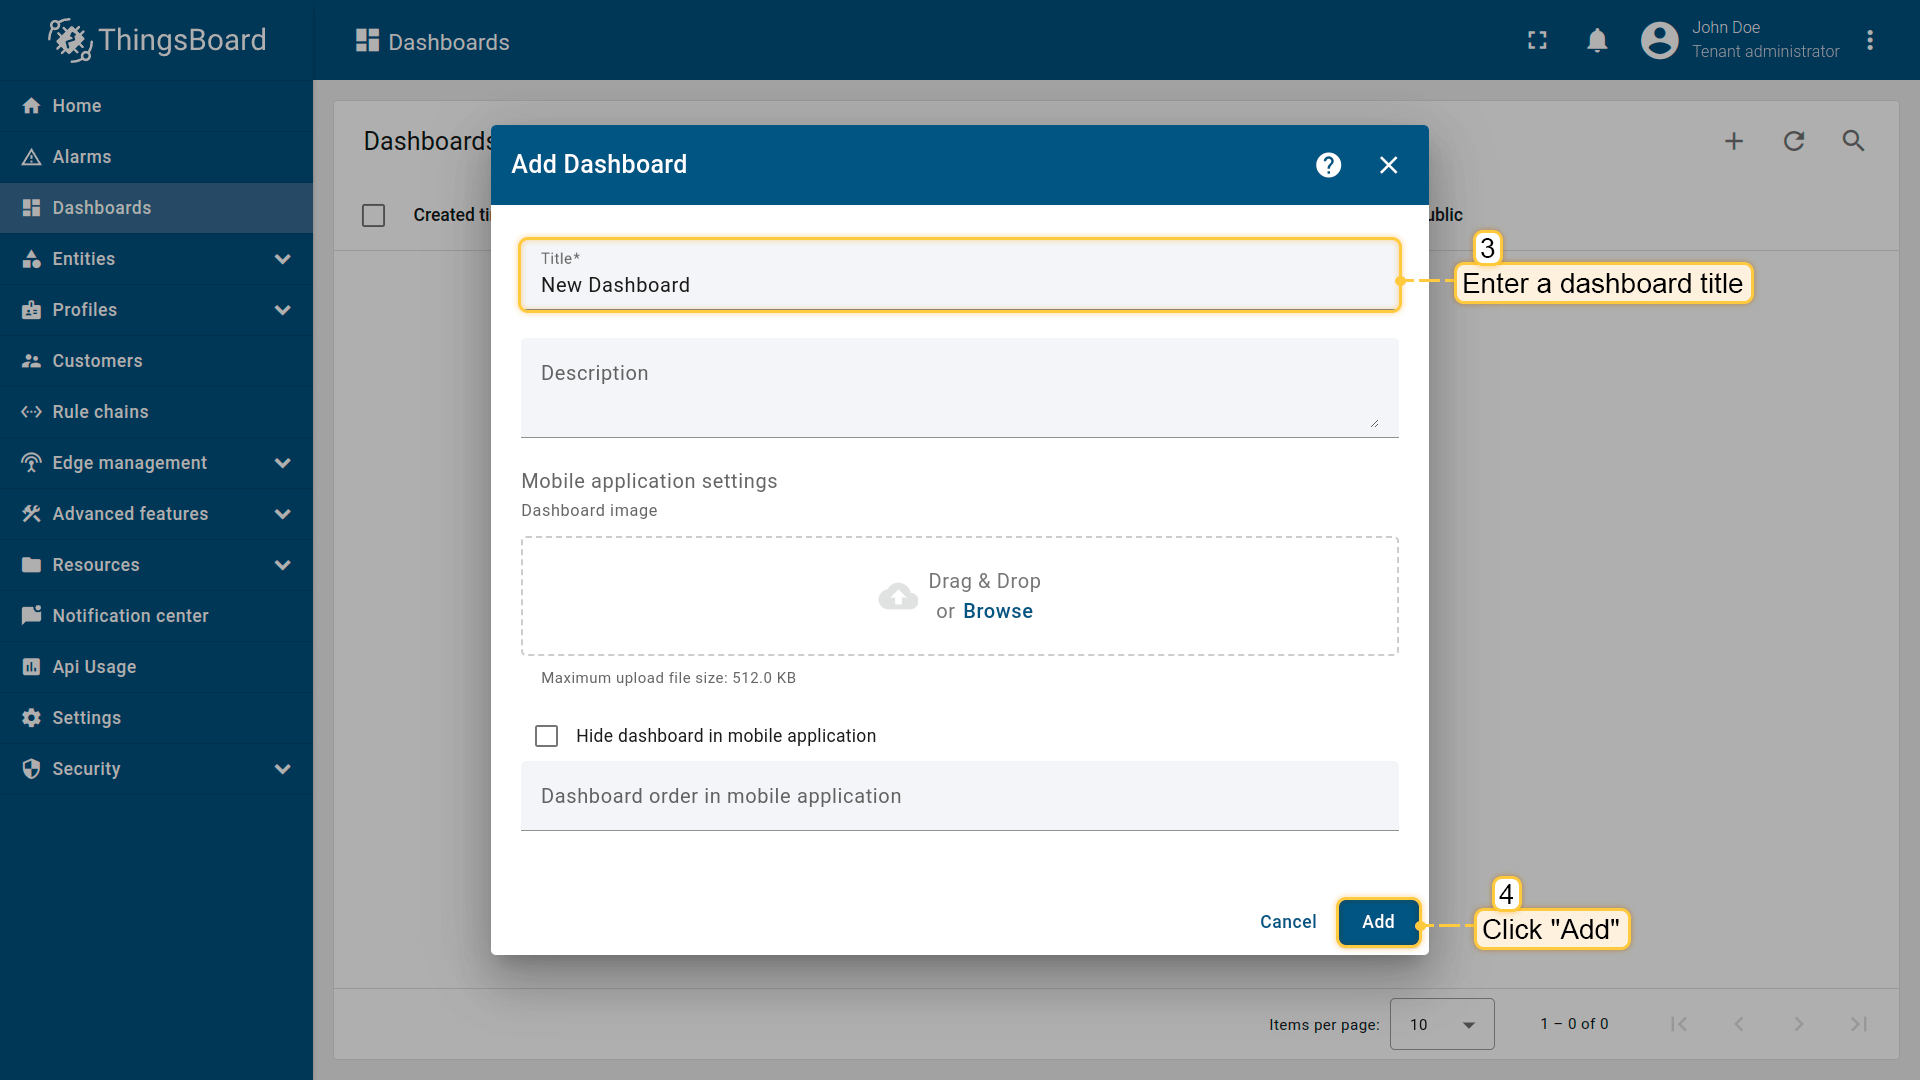 ThingsBoard
Dashboards
John Doe
Tenant administrator
Home
Alarms
Dashboards
Entities
Profiles
Customers
Rule chains
Edge management
Advanced features
Resources
Notification center
Api Usage
Settings
Security
Dashboards
Created ti
ublic
Add Dashboard
Title*
New Dashboard
3
Enter a dashboard title
Description
Mobile application settings
Dashboard image
Drag & Drop
or Browse
Maximum upload file size: 512.0 KB
Hide dashboard in mobile application
Dashboard order in mobile application
Cancel
Add
4
Click "Add"
Items per page: 10 1 – 0 of 0